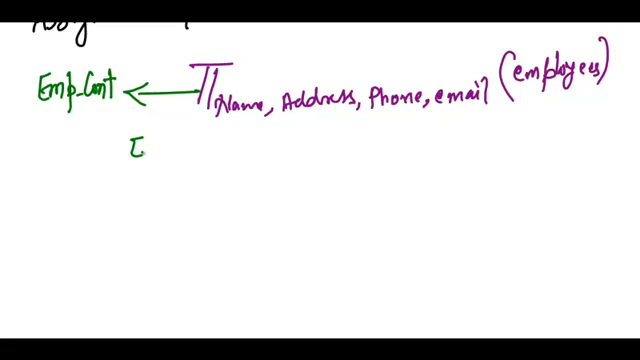 Emp_Cont ← π Name, Address, Phone, email (employees)
E